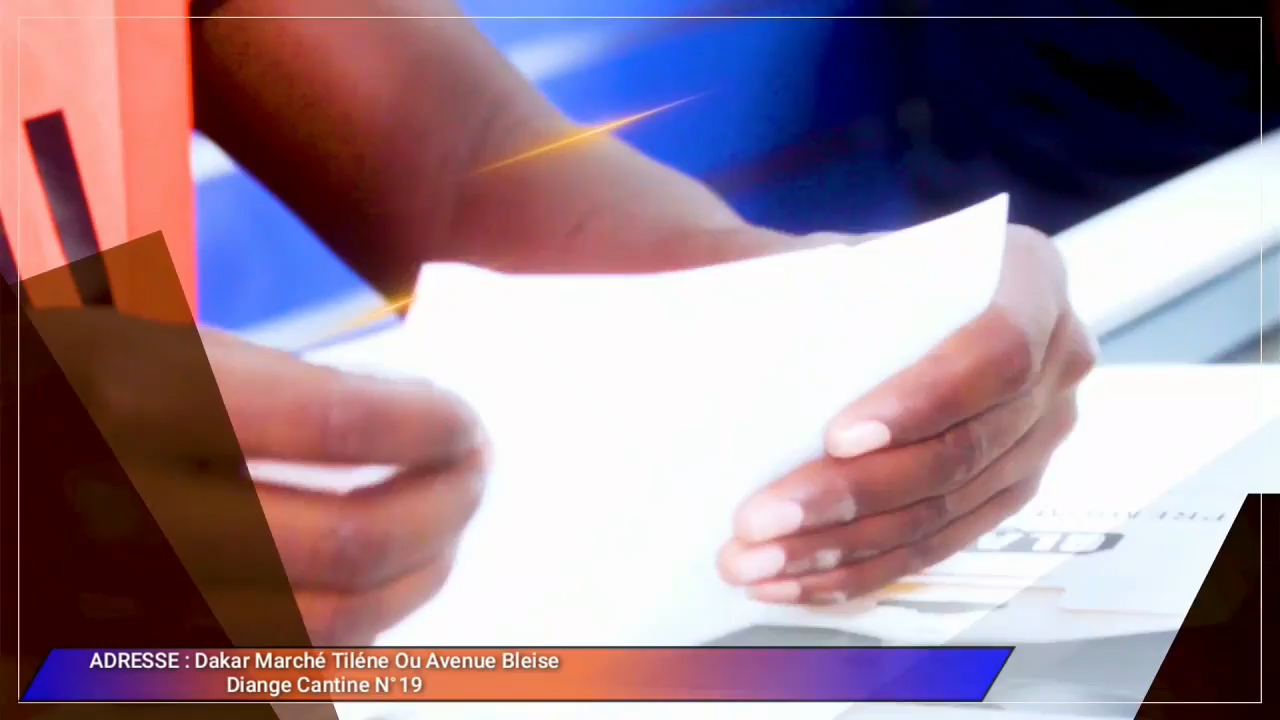 ADRESSE : Dakar Marché Tiléne Ou Avenue Bleise
Diange Cantine N°19